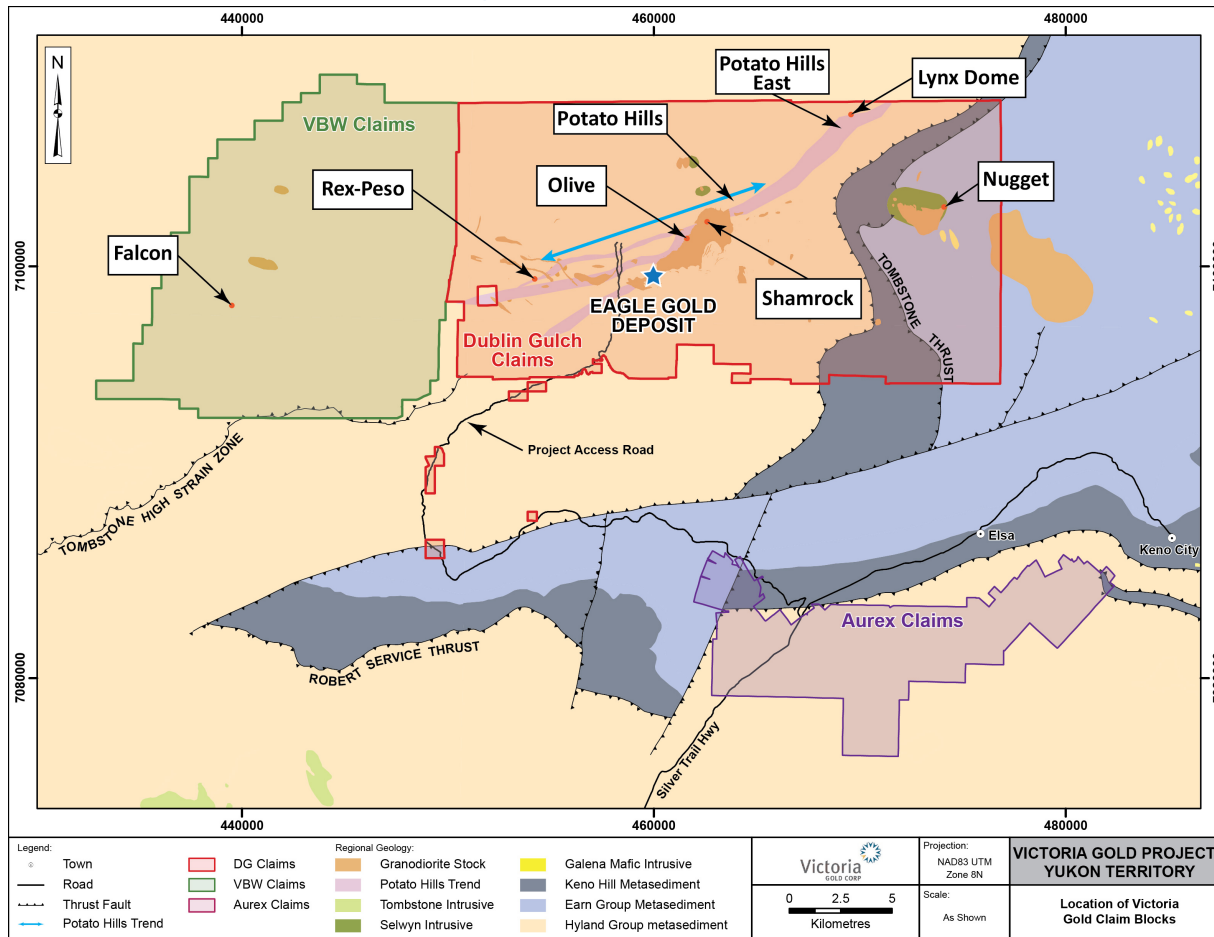 440000
460000
480000
N
Potato Hills
East
Lynx Dome
VBW Claims
Potato Hills
Rex-Peso
Olive
Nugget
Falcon
7100000
EAGLE GOLD
DEPOSIT
Shamrock
TOMBSTONE THRUST
Dublin Gulch
Claims
Project Access Road
TOMBSTONE HIGH STRAIN ZONE
Elsa
Keno City
Aurex Claims
ROBERT SERVICE THRUST
7080000
Silver Trail Hwy
440000
460000
480000
Legend:
Town
Road
Thrust Fault
Potato Hills Trend
DG Claims
VBW Claims
Aurex Claims
Regional Geology:
Granodiorite Stock
Potato Hills Trend
Tombstone Intrusive
Selwyn Intrusive
Galena Mafic Intrusive
Keno Hill Metasediment
Earn Group Metasediment
Hyland Group metasediment
Victoria
GOLD CORP
0 2.5 5
Kilometres
Projection:
NAD83 UTM
Zone 8N
Scale:
As Shown
VICTORIA GOLD PROJECT
YUKON TERRITORY
Location of Victoria
Gold Claim Blocks